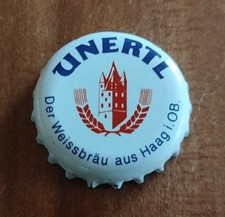 UNERTL
Der Weissbräu aus Haag i. OB.